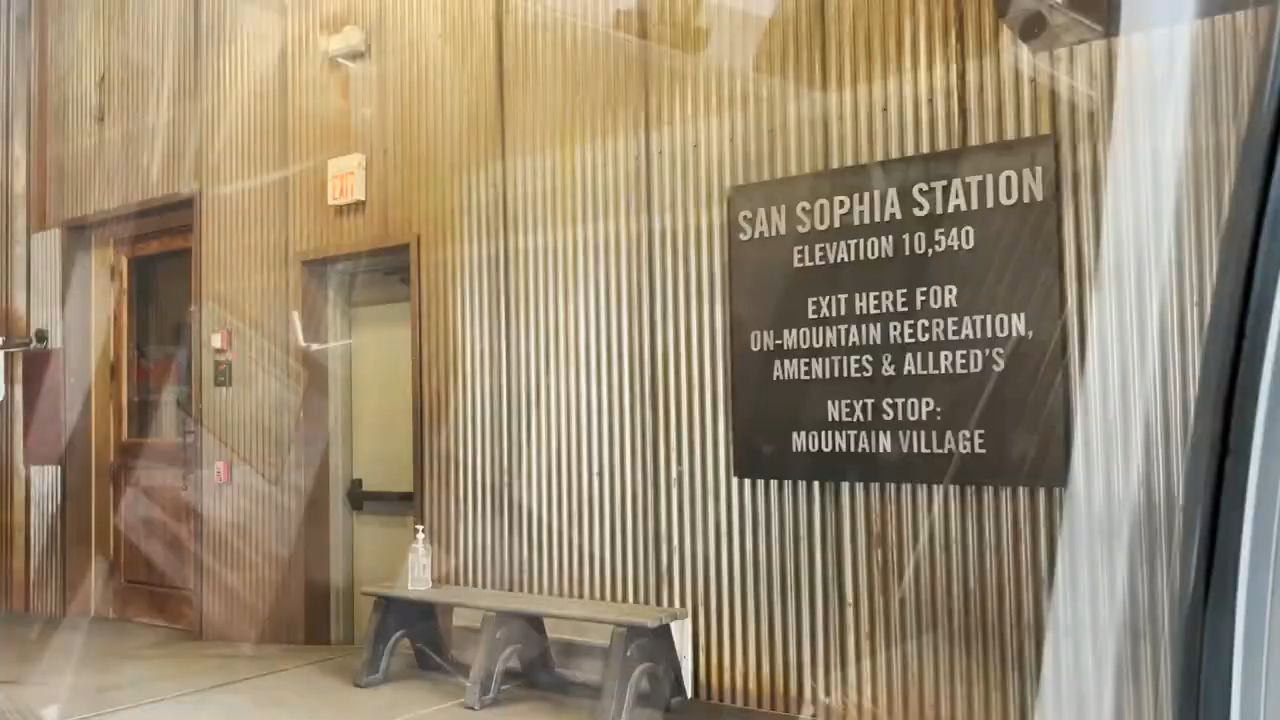 EXIT
SAN SOPHIA STATION
ELEVATION 10,540
EXIT HERE FOR
ON-MOUNTAIN RECREATION,
AMENITIES & ALLRED'S
NEXT STOP:
MOUNTAIN VILLAGE